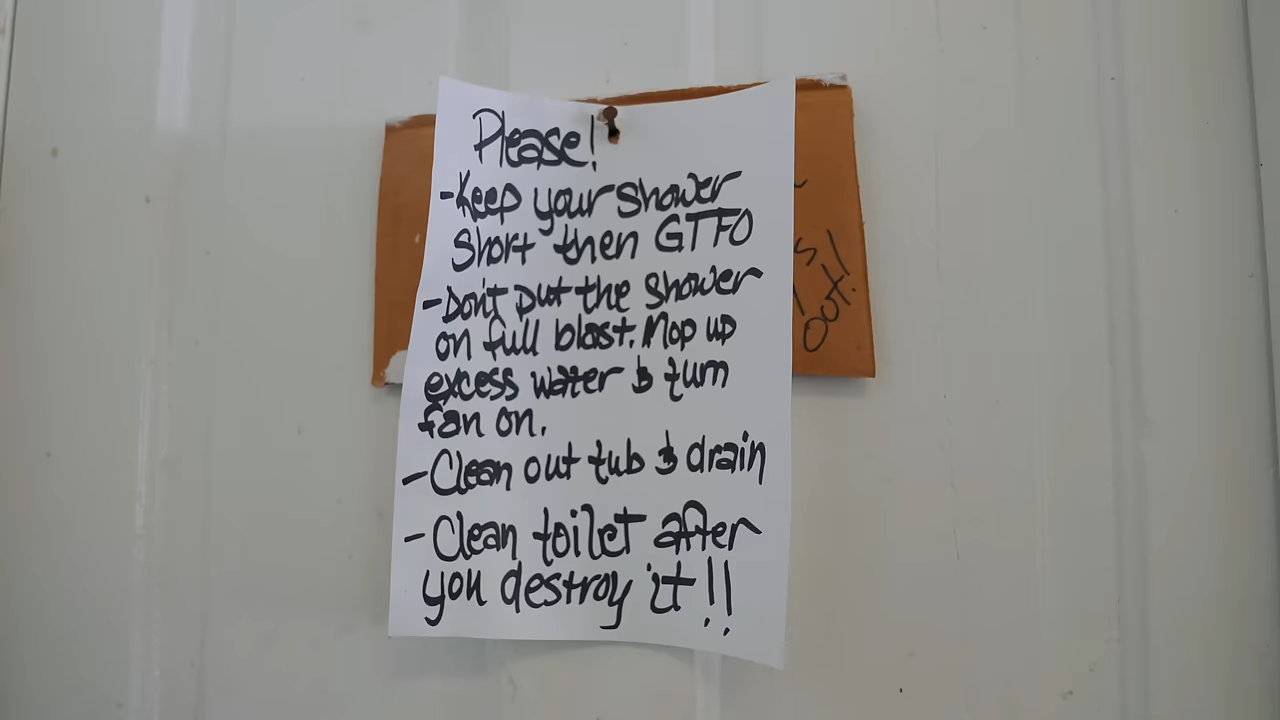 Please!
-Keep your shower
short then GTFO
-Don't put the shower
on full blast. Mop up
excess water & turn
fan on.
-Clean out tub & drain
- Clean toilet after
you destroy it!!
out!